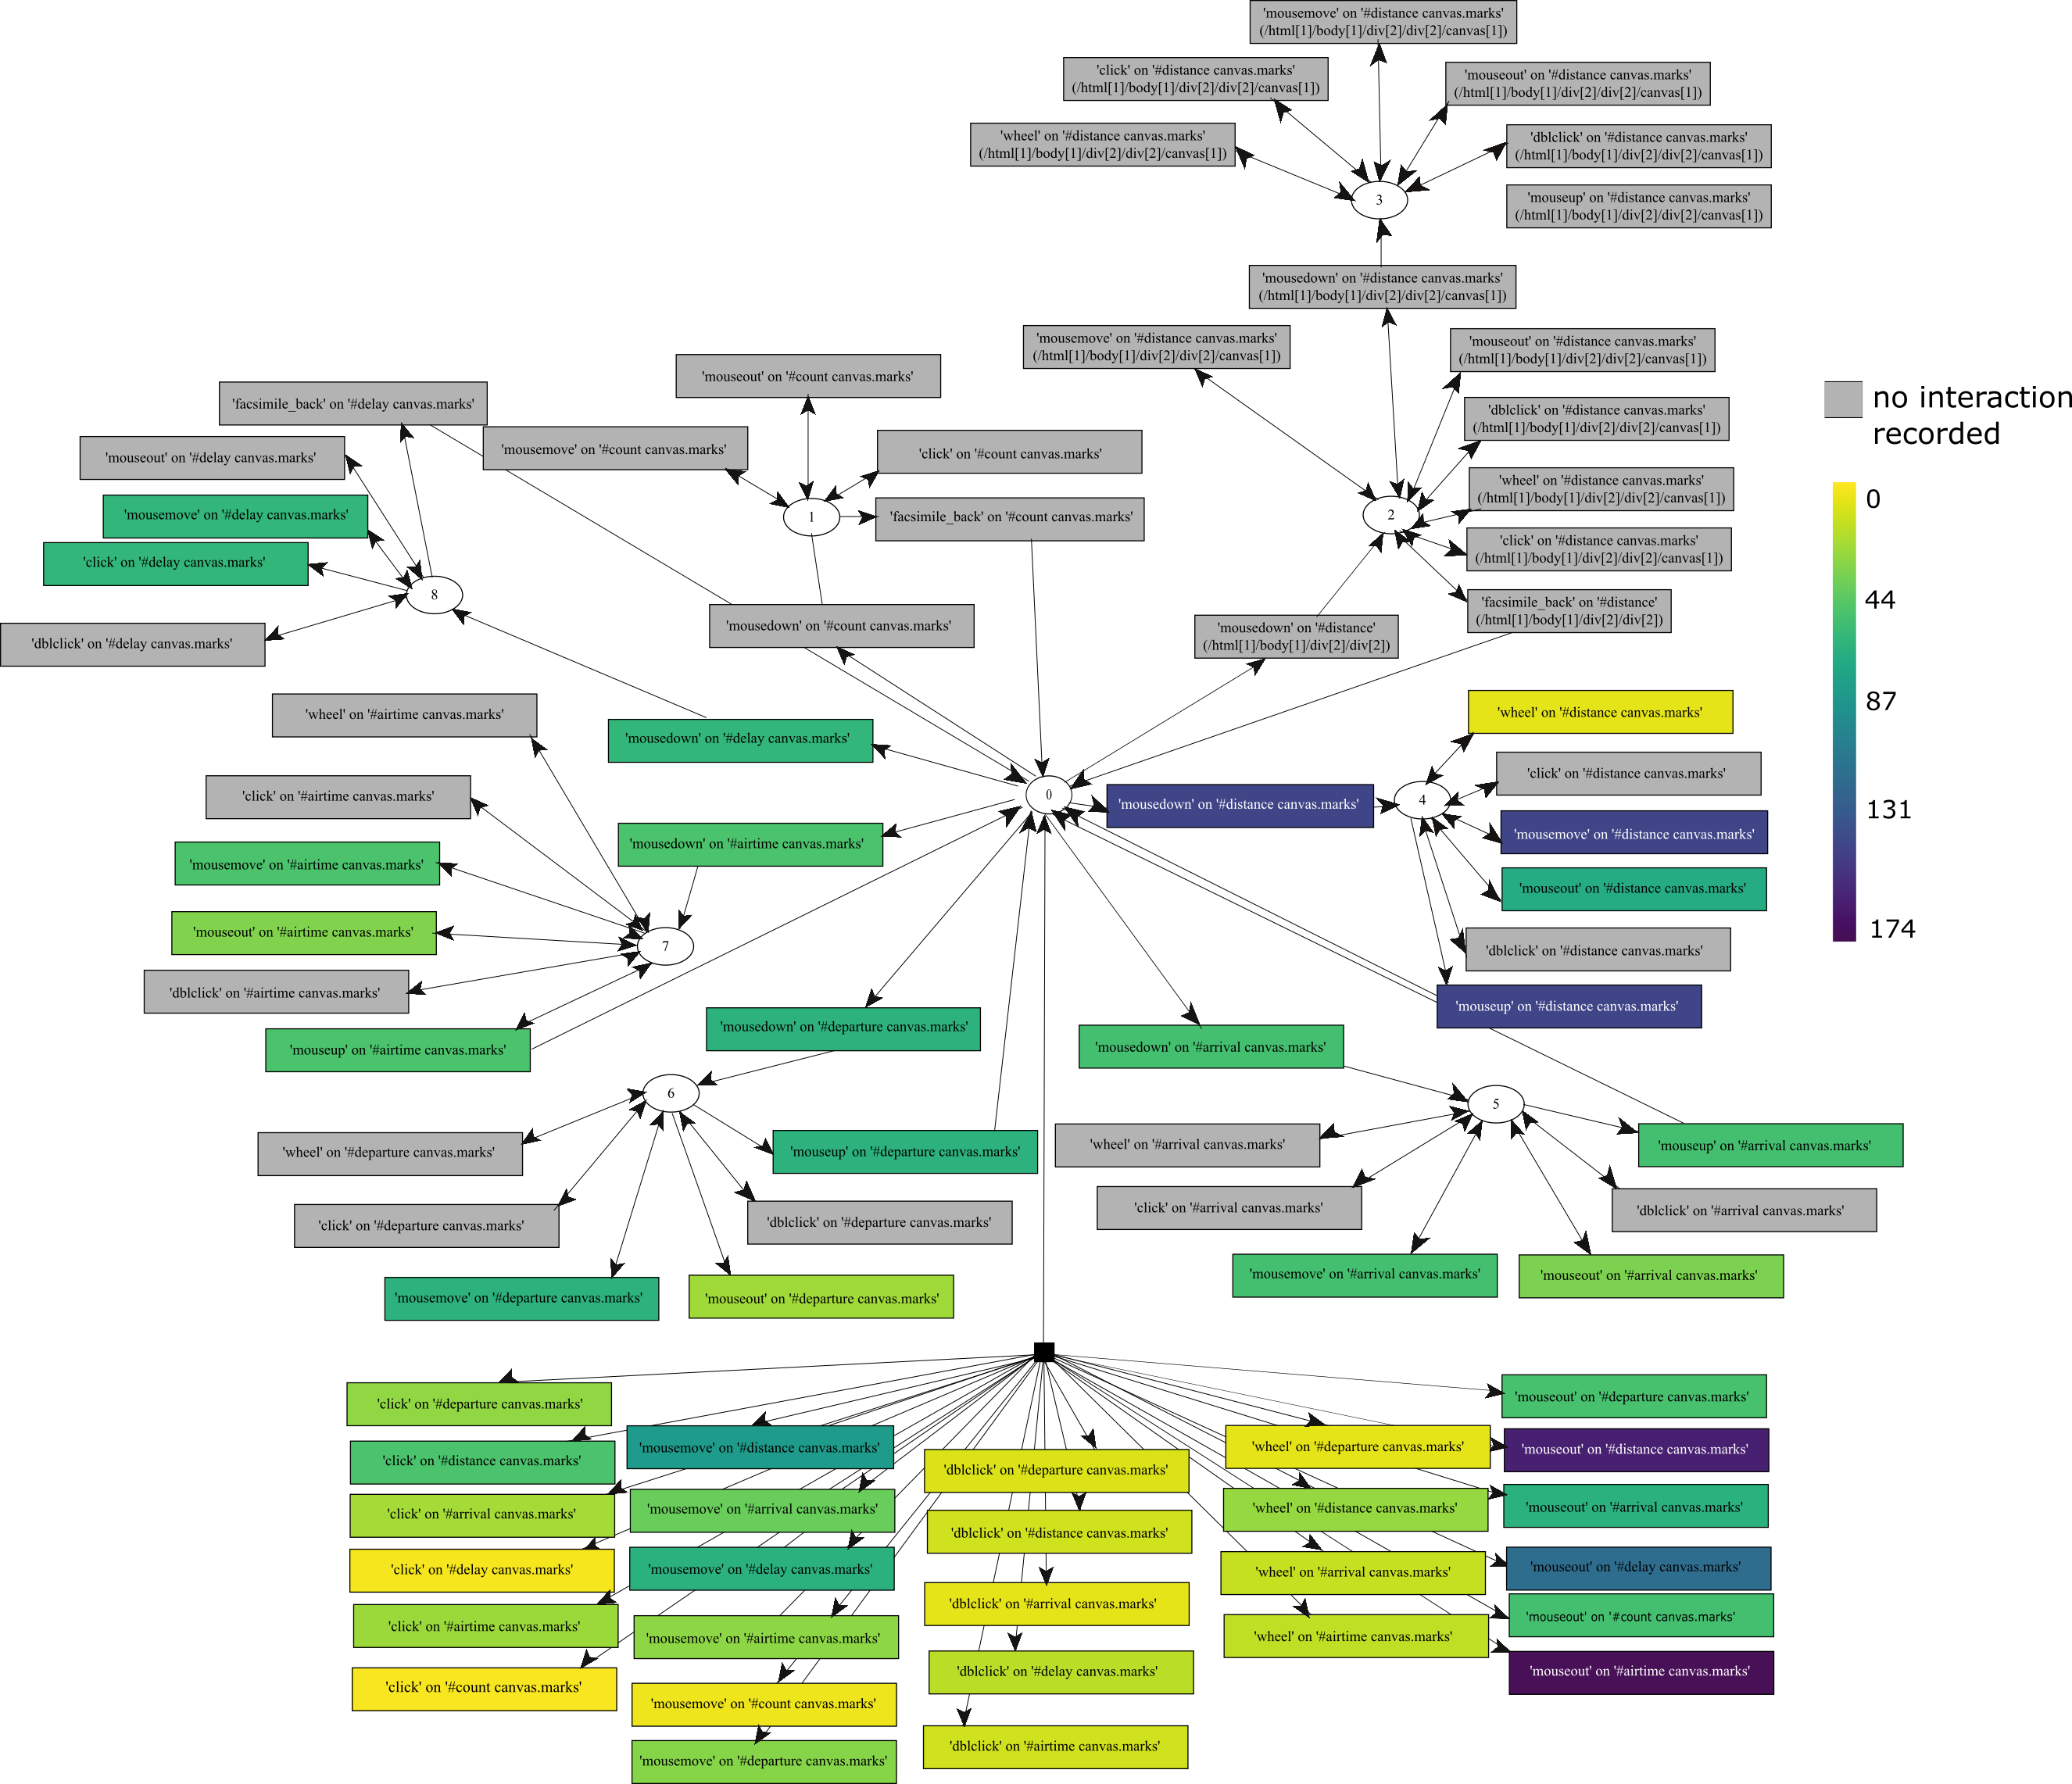 'mousemove' on '#distance canvas.marks'
(/html[1]/body[1]/div[2]/div[2]/canvas[1])
'click' on '#distance canvas.marks'
(/html[1]/body[1]/div[2]/div[2]/canvas[1])
'mouseout' on '#distance canvas.marks'
(/html[1]/body[1]/div[2]/div[2]/canvas[1])
'wheel' on '#distance canvas.marks'
(/html[1]/body[1]/div[2]/div[2]/canvas[1])
'dblclick' on '#distance canvas.marks'
(/html[1]/body[1]/div[2]/div[2]/canvas[1])
3
'mouseup' on '#distance canvas.marks'
(/html[1]/body[1]/div[2]/div[2]/canvas[1])
'mousedown' on '#distance canvas.marks'
(/html[1]/body[1]/div[2]/div[2]/canvas[1])
'mousemove' on '#distance canvas.marks'
(/html[1]/body[1]/div[2]/div[2]/canvas[1])
'mouseout' on '#distance canvas.marks'
(/html[1]/body[1]/div[2]/div[2]/canvas[1])
'dblclick' on '#distance canvas.marks'
(/html[1]/body[1]/div[2]/div[2]/canvas[1])
'wheel' on '#distance canvas.marks'
(/html[1]/body[1]/div[2]/div[2]/canvas[1])
2
'click' on '#distance canvas.marks'
(/html[1]/body[1]/div[2]/div[2]/canvas[1])
'facsimile_back' on '#distance'
(/html[1]/body[1]/div[2]/div[2])
'mousedown' on '#distance'
(/html[1]/body[1]/div[2]/div[2])
no interaction
recorded
0
44
87
131
174
'mouseout' on '#count canvas.marks'
'mousemove' on '#count canvas.marks'
'click' on '#count canvas.marks'
1
'facsimile_back' on '#count canvas.marks'
'mousedown' on '#count canvas.marks'
'facsimile_back' on '#delay canvas.marks'
'mouseout' on '#delay canvas.marks'
'mousemove' on '#delay canvas.marks'
'click' on '#delay canvas.marks'
8
'dblclick' on '#delay canvas.marks'
'mousedown' on '#delay canvas.marks'
'wheel' on '#airtime canvas.marks'
'click' on '#airtime canvas.marks'
'mousedown' on '#airtime canvas.marks'
'mousemove' on '#airtime canvas.marks'
'mouseout' on '#airtime canvas.marks'
7
'dblclick' on '#airtime canvas.marks'
'mouseup' on '#airtime canvas.marks'
0
'mousedown' on '#distance canvas.marks'
4
'wheel' on '#distance canvas.marks'
'click' on '#distance canvas.marks'
'mousemove' on '#distance canvas.marks'
'mouseout' on '#distance canvas.marks'
'dblclick' on '#distance canvas.marks'
'mouseup' on '#distance canvas.marks'
'mousedown' on '#departure canvas.marks'
6
'wheel' on '#departure canvas.marks'
'mouseup' on '#departure canvas.marks'
'click' on '#departure canvas.marks'
'dblclick' on '#departure canvas.marks'
'mousemove' on '#departure canvas.marks'
'mouseout' on '#departure canvas.marks'
'mousedown' on '#arrival canvas.marks'
5
'wheel' on '#arrival canvas.marks'
'mouseup' on '#arrival canvas.marks'
'click' on '#arrival canvas.marks'
'dblclick' on '#arrival canvas.marks'
'mousemove' on '#arrival canvas.marks'
'mouseout' on '#arrival canvas.marks'
'click' on '#departure canvas.marks'
'click' on '#distance canvas.marks'
'click' on '#arrival canvas.marks'
'click' on '#delay canvas.marks'
'click' on '#airtime canvas.marks'
'click' on '#count canvas.marks'
'mousemove' on '#distance canvas.marks'
'mousemove' on '#arrival canvas.marks'
'mousemove' on '#delay canvas.marks'
'mousemove' on '#airtime canvas.marks'
'mousemove' on '#count canvas.marks'
'mousemove' on '#departure canvas.marks'
'dblclick' on '#departure canvas.marks'
'dblclick' on '#distance canvas.marks'
'dblclick' on '#arrival canvas.marks'
'dblclick' on '#delay canvas.marks'
'dblclick' on '#airtime canvas.marks'
'wheel' on '#departure canvas.marks'
'wheel' on '#distance canvas.marks'
'wheel' on '#arrival canvas.marks'
'wheel' on '#airtime canvas.marks'
'mouseout' on '#departure canvas.marks'
'mouseout' on '#distance canvas.marks'
'mouseout' on '#arrival canvas.marks'
'mouseout' on '#delay canvas.marks'
'mouseout' on '#count canvas.marks'
'mouseout' on '#airtime canvas.marks'